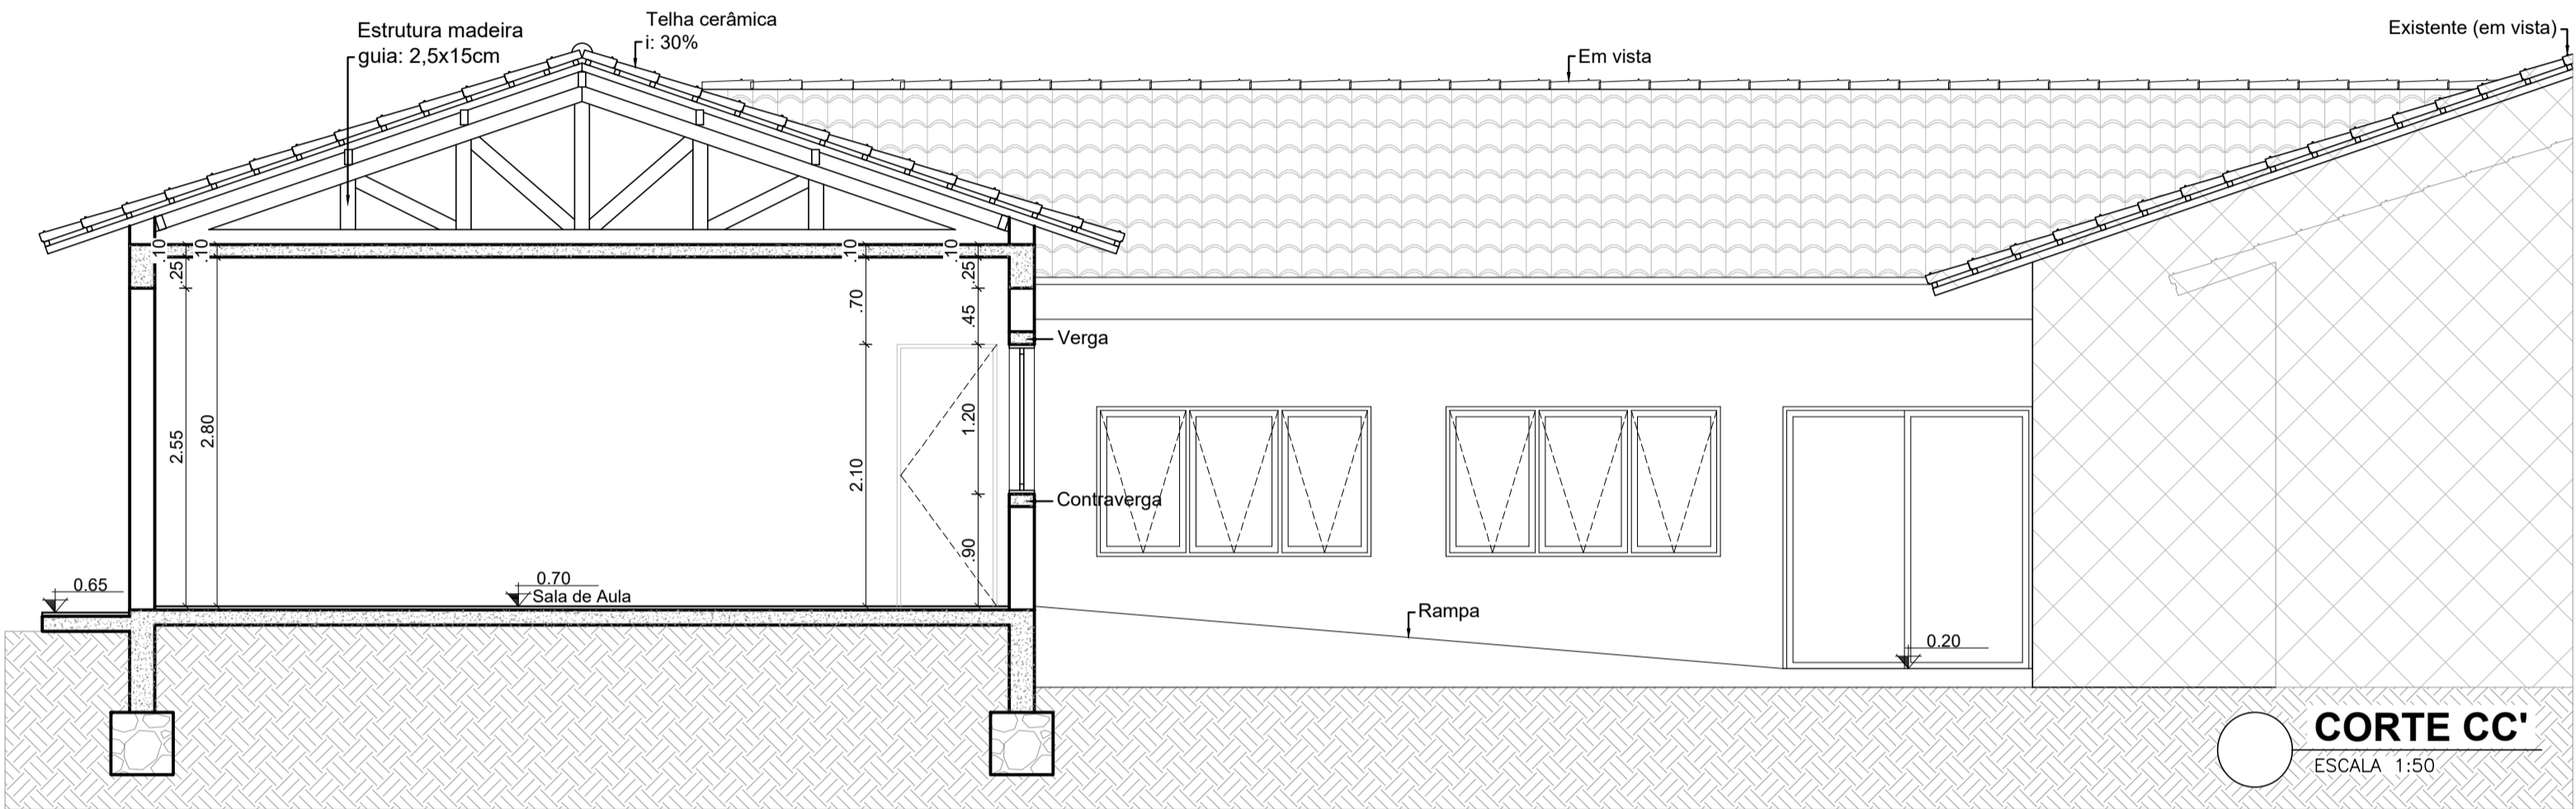 Estrutura madeira
guia: 2,5x15cm
Telha cerâmica
i: 30%
Em vista
Existente (em vista)
.10
.25
.10
.10
.10
.25
.70
.45
Verga
2.55
2.80
2.10
1.20
Contraverga
.90
0.65
0.70
Sala de Aula
Rampa
0.20
CORTE CC'
ESCALA 1:50